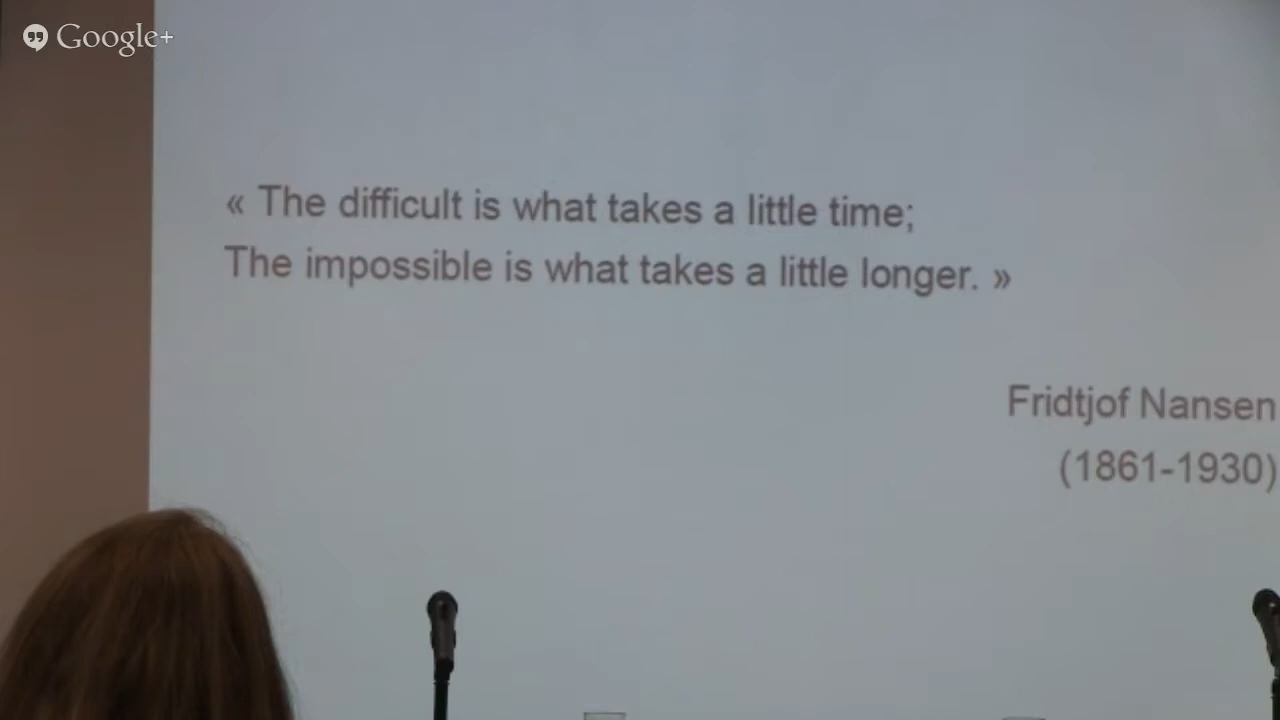 Google+
« The difficult is what takes a little time;
The impossible is what takes a little longer. »
Fridtjof Nansen
(1861-1930)